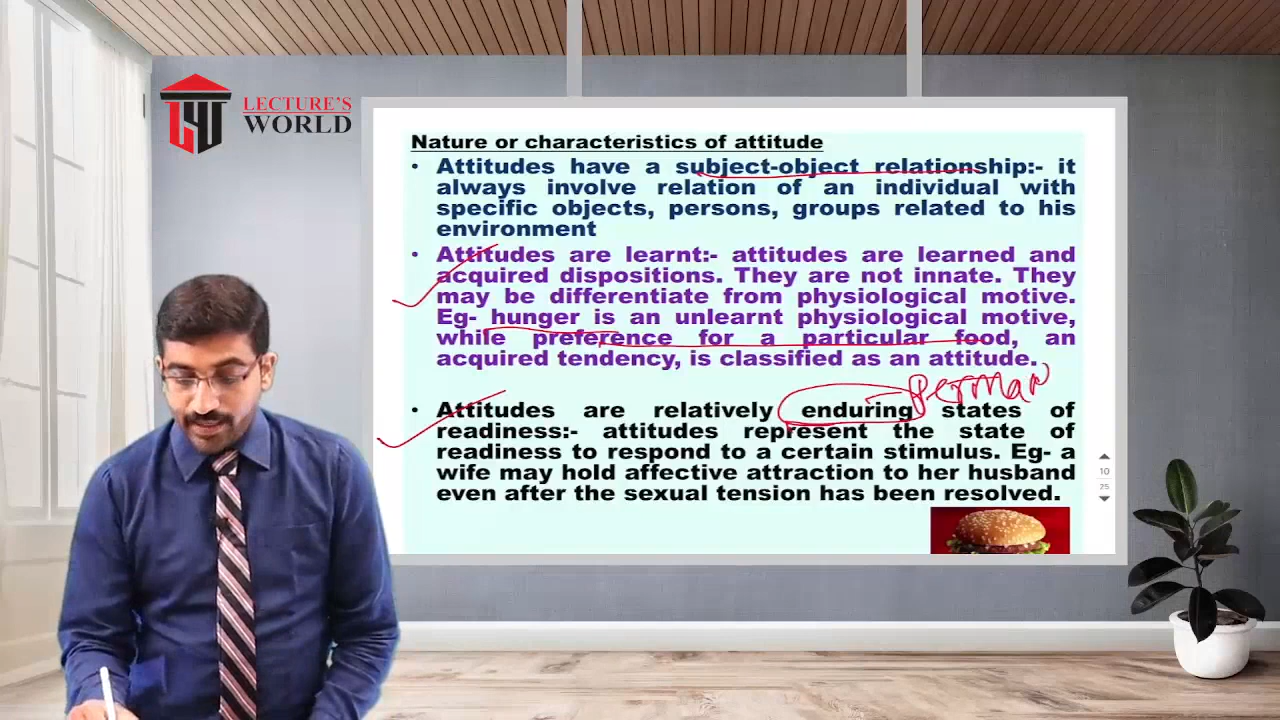 LECTURE'S
WORLD
Nature or characteristics of attitude
• Attitudes have a subject-object relationship:- it
always involve relation of an individual with
specific objects, persons, groups related to his
environment
• Attitudes are learnt:- attitudes are learned and
acquired dispositions. They are not innate. They
may be differentiate from physiological motive.
Eg- hunger is an unlearnt physiological motive,
while preference for a particular food, an
acquired tendency, is classified as an attitude.
Perman
• Attitudes are relatively enduring states of
readiness:- attitudes represent the state of
readiness to respond to a certain stimulus. Eg- a
wife may hold affective attraction to her husband
even after the sexual tension has been resolved.
10
25